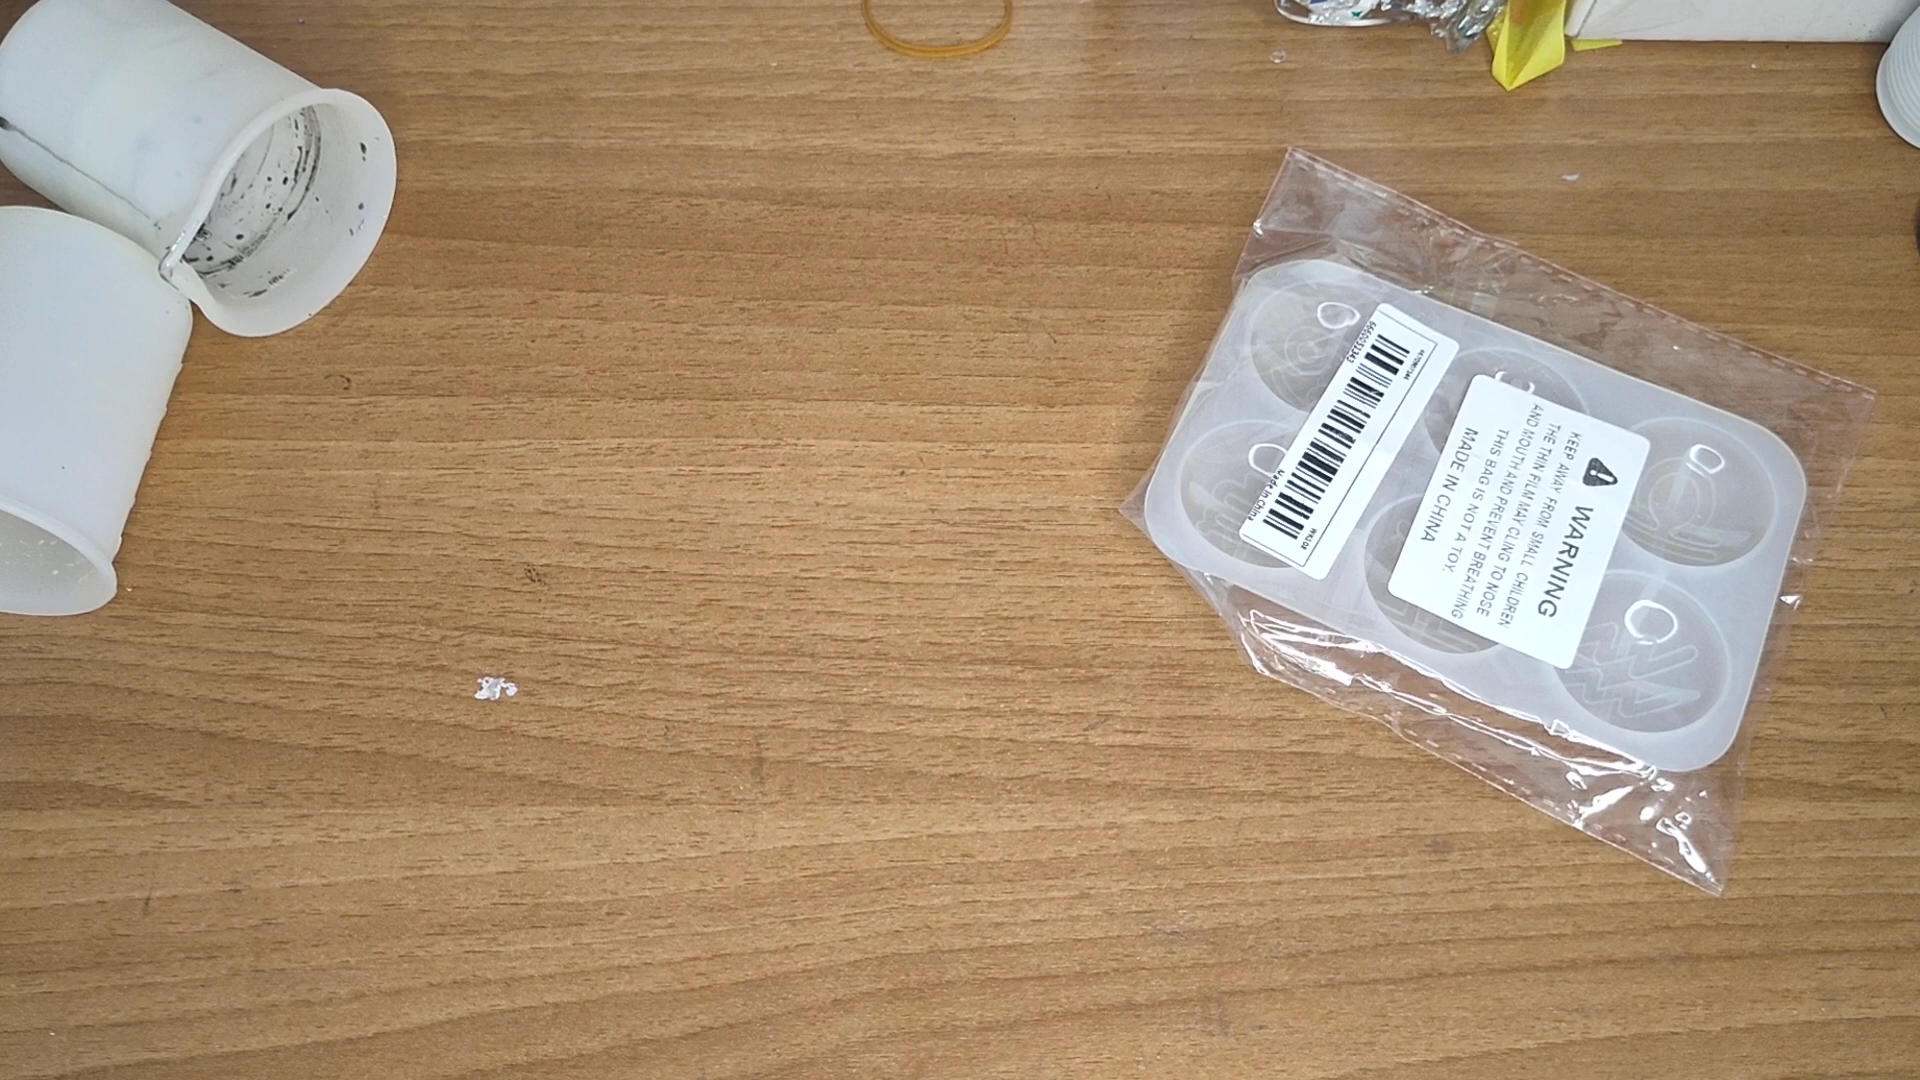 WARNING
KEEP AWAY FROM SMALL CHILDREN
THE THIN FILM MAY CLING TO NOSE
AND MOUTH AND PREVENT BREATHING
THIS BAG IS NOT A TOY.
MADE IN CHINA
Made In China